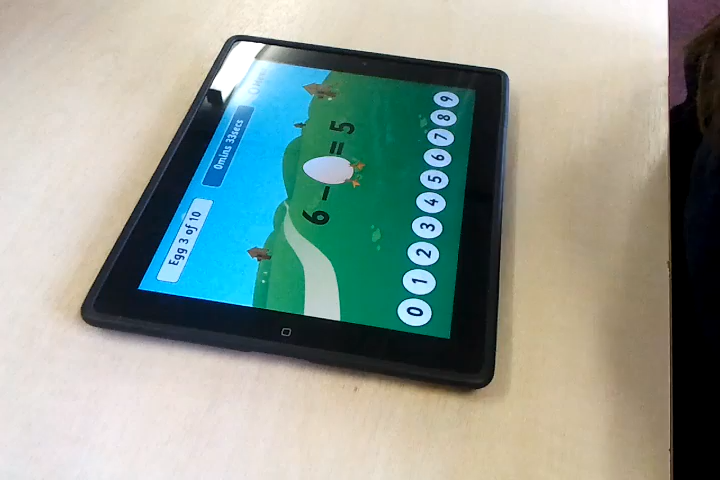 Egg 3 of 10
0mins 33secs
6 – = 5
0 1 2 3 4 5 6 7 8 9